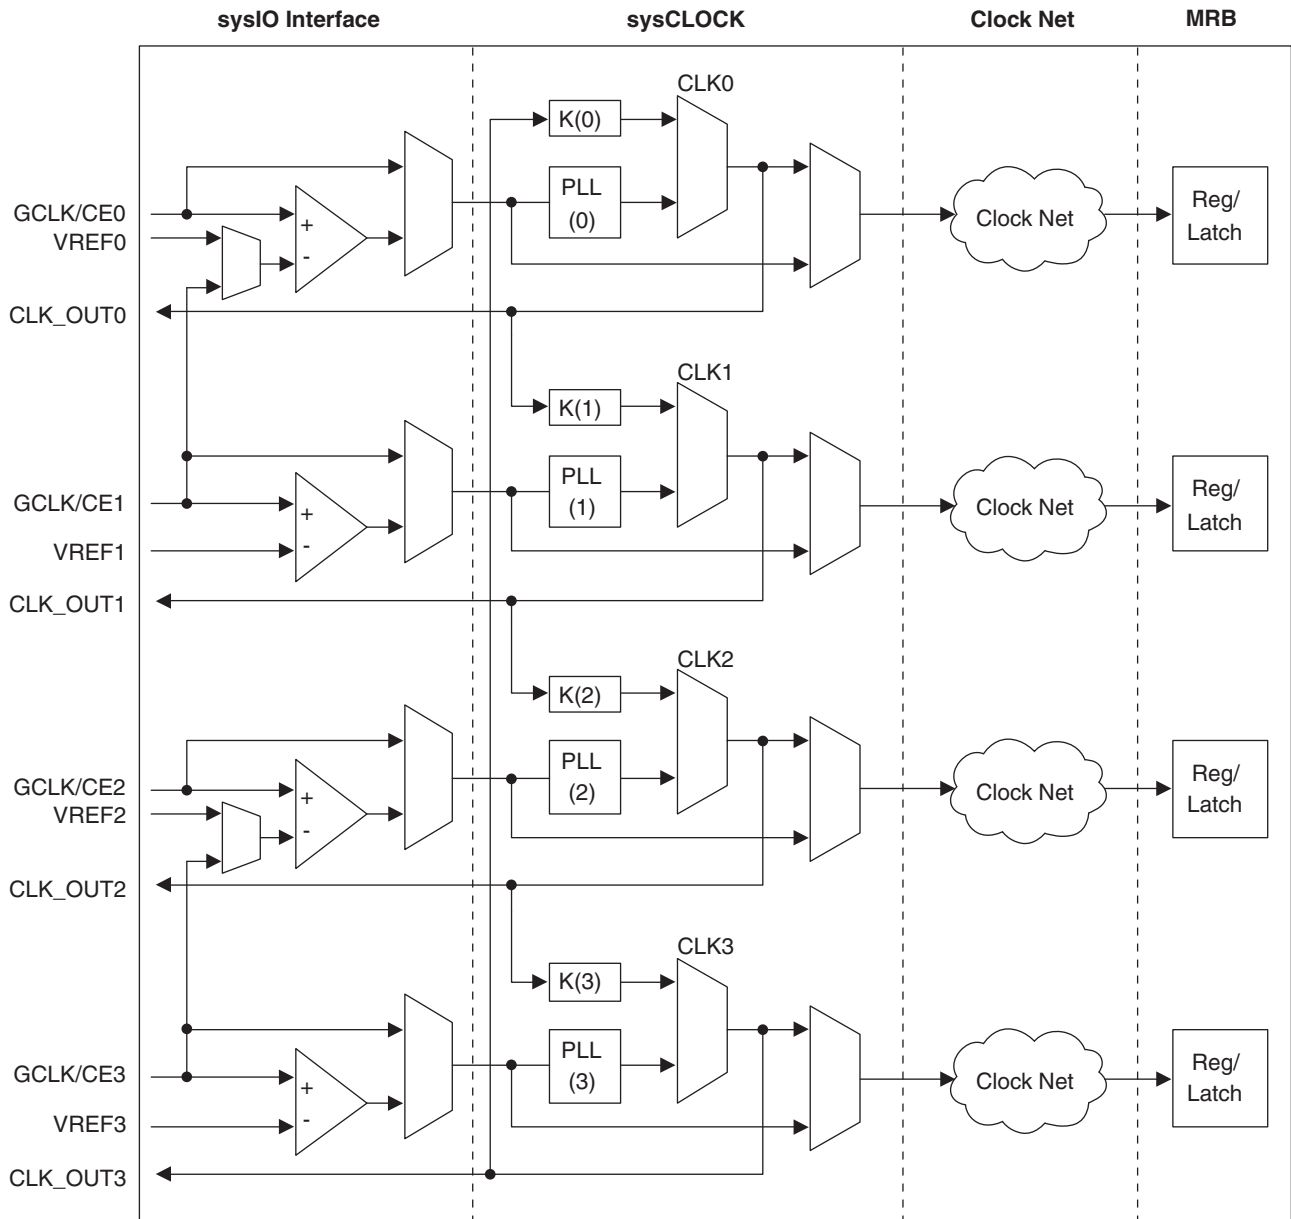 sysIO Interface
sysCLOCK
Clock Net
MRB
CLK0
K(0)
PLL
(0)
GCLK/CE0
VREF0
+
-
Clock Net
Reg/
Latch
CLK_OUT0
CLK1
K(1)
PLL
(1)
GCLK/CE1
VREF1
+
-
Clock Net
Reg/
Latch
CLK_OUT1
CLK2
K(2)
PLL
(2)
GCLK/CE2
VREF2
+
-
Clock Net
Reg/
Latch
CLK_OUT2
CLK3
K(3)
PLL
(3)
GCLK/CE3
VREF3
+
-
Clock Net
Reg/
Latch
CLK_OUT3